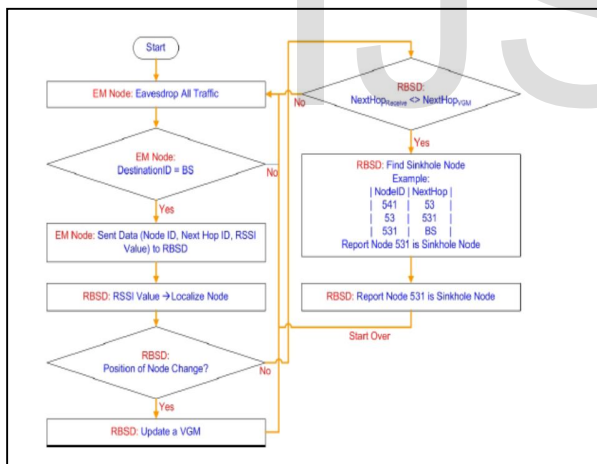 IJS
Start
EM Node: Eavesdrop All Traffic
EM Node:
DestinationID = BS
No
Yes
EM Node: Sent Data (Node ID, Next Hop ID, RSSI
Value) to RBSD
RBSD: RSSI Value →Localize Node
RBSD:
Position of Node Change?
No
Yes
RBSD: Update a VGM
RBSD:
NextHopReceive <> NextHopVGM
No
Yes
RBSD: Find Sinkhole Node
Example:
| NodeID | NextHop |
| 541 | 53 |
| 53 | 531 |
| 531 | BS |
Report Node 531 is Sinkhole Node
RBSD: Report Node 531 is Sinkhole Node
Start Over